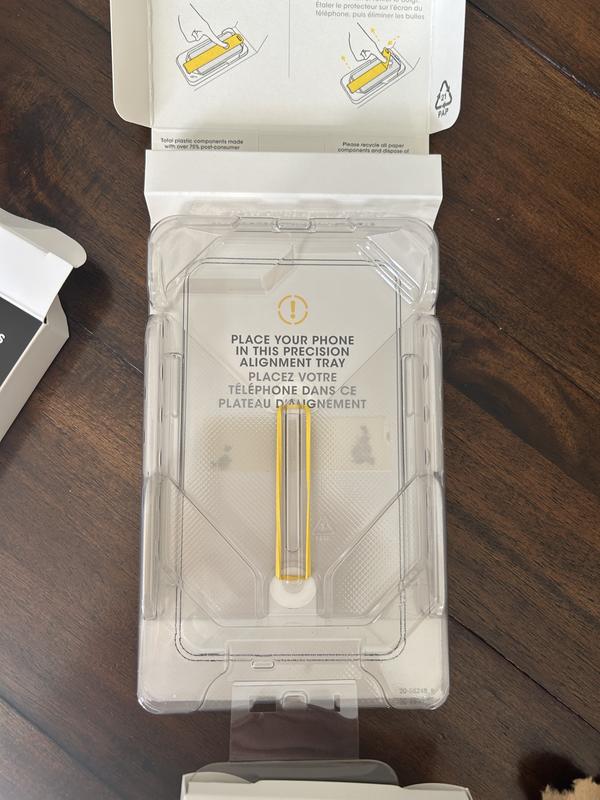 Étaler le protecteur sur l'écran du
téléphone, puis éliminer les bulles
21
PAP
Total plastic components made
with over 75% post-consumer
Please recycle all paper
components and dispose of
PLACE YOUR PHONE
IN THIS PRECISION
ALIGNMENT TRAY
PLACEZ VOTRE
TÉLÉPHONE DANS CE
PLATEAU D'ALIGNEMENT
S